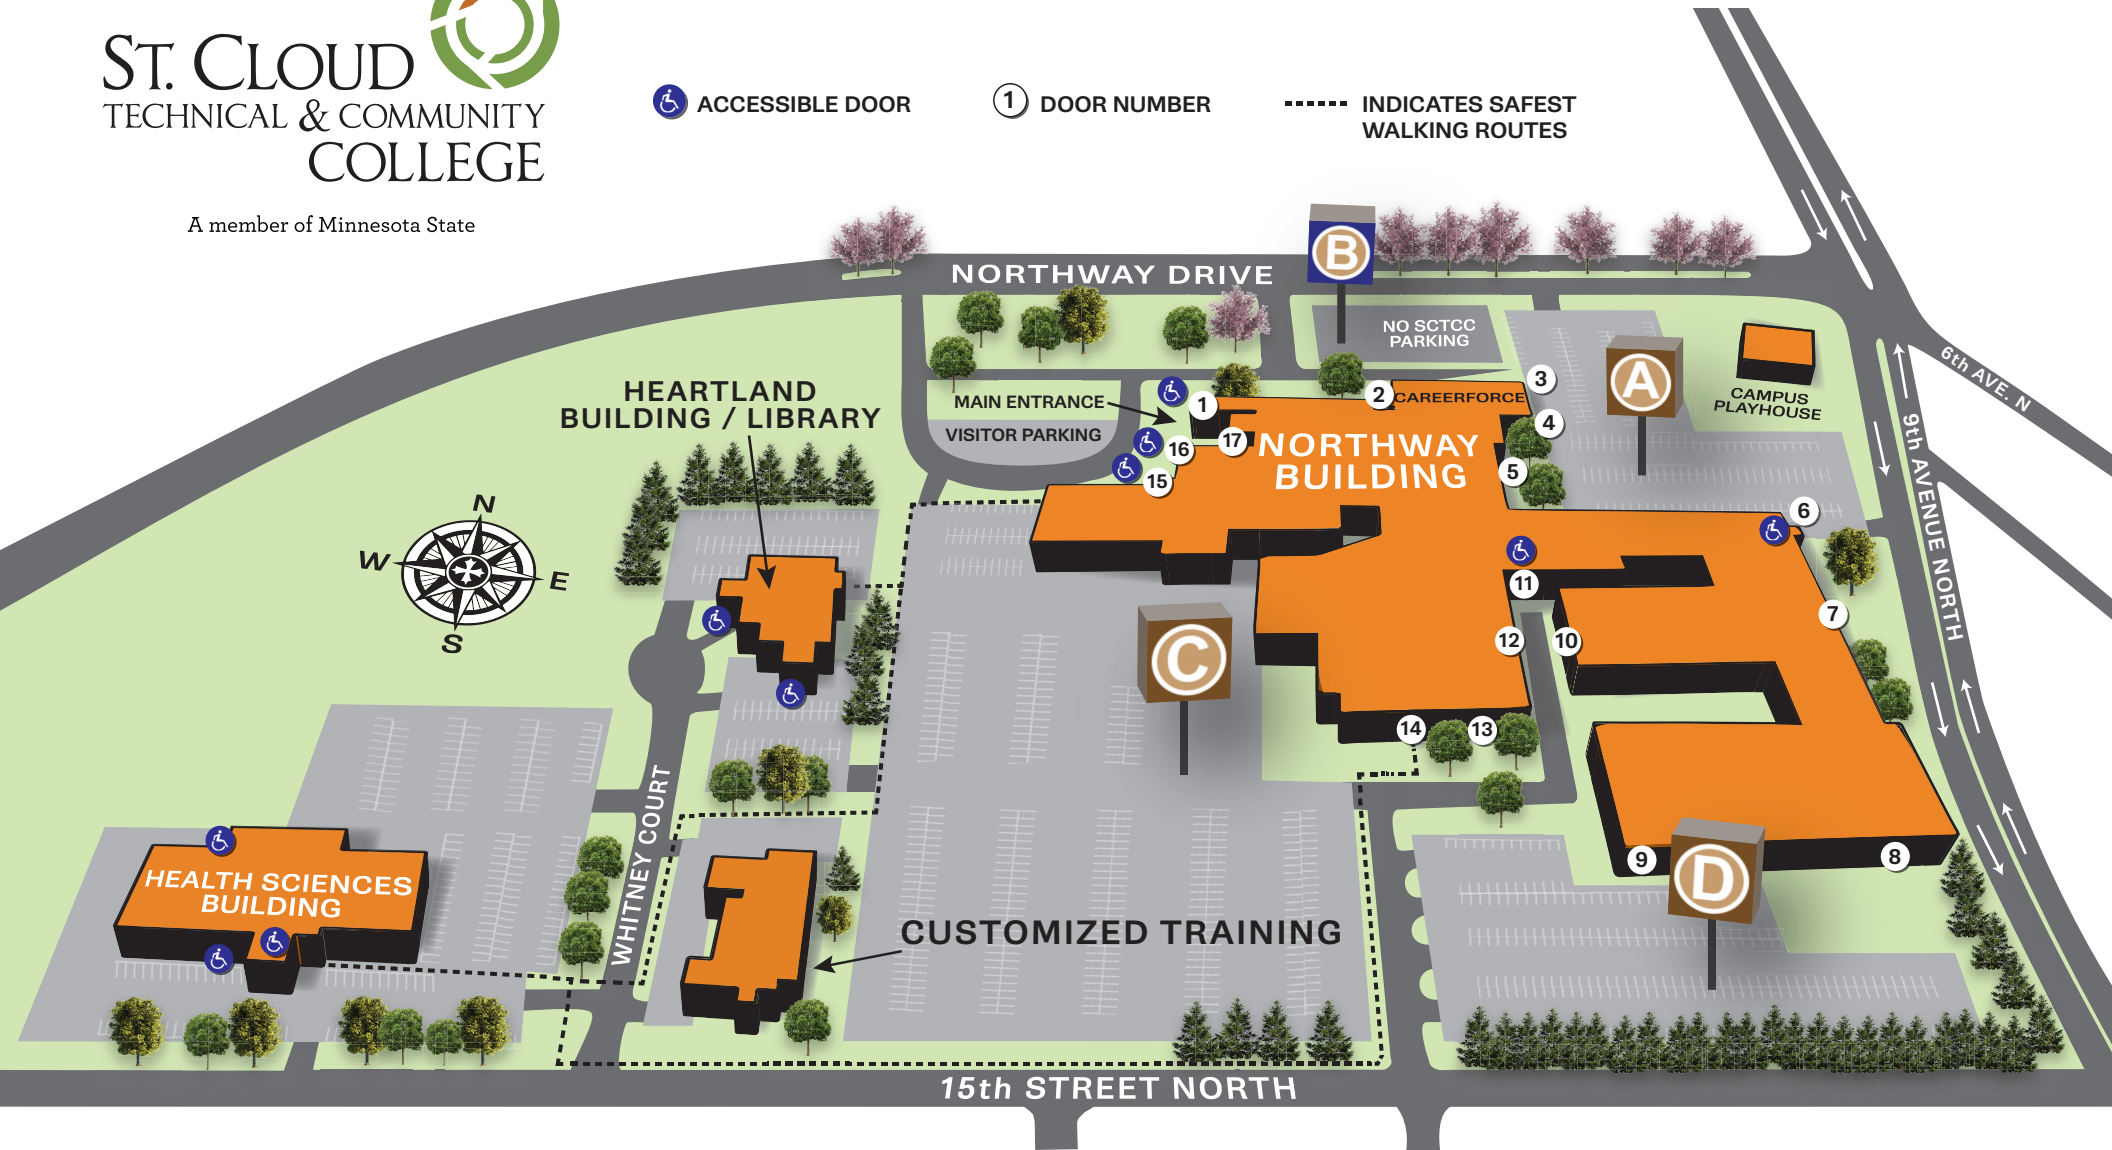 ST. CLOUD
TECHNICAL & COMMUNITY
COLLEGE
A member of Minnesota State
ACCESSIBLE DOOR
1 DOOR NUMBER
INDICATES SAFEST
WALKING ROUTES
NORTHWAY DRIVE
B
NO SCTCC
PARKING
A
CAMPUS
PLAYHOUSE
6th AVE. N
9th AVENUE NORTH
HEARTLAND
BUILDING / LIBRARY
MAIN ENTRANCE
VISITOR PARKING
1
2
CAREERFORCE
3
4
5
16
17
15
NORTHWAY
BUILDING
6
7
11
12
10
N
W
E
S
C
14
13
9
8
D
WHITNEY COURT
HEALTH SCIENCES
BUILDING
CUSTOMIZED TRAINING
15th STREET NORTH